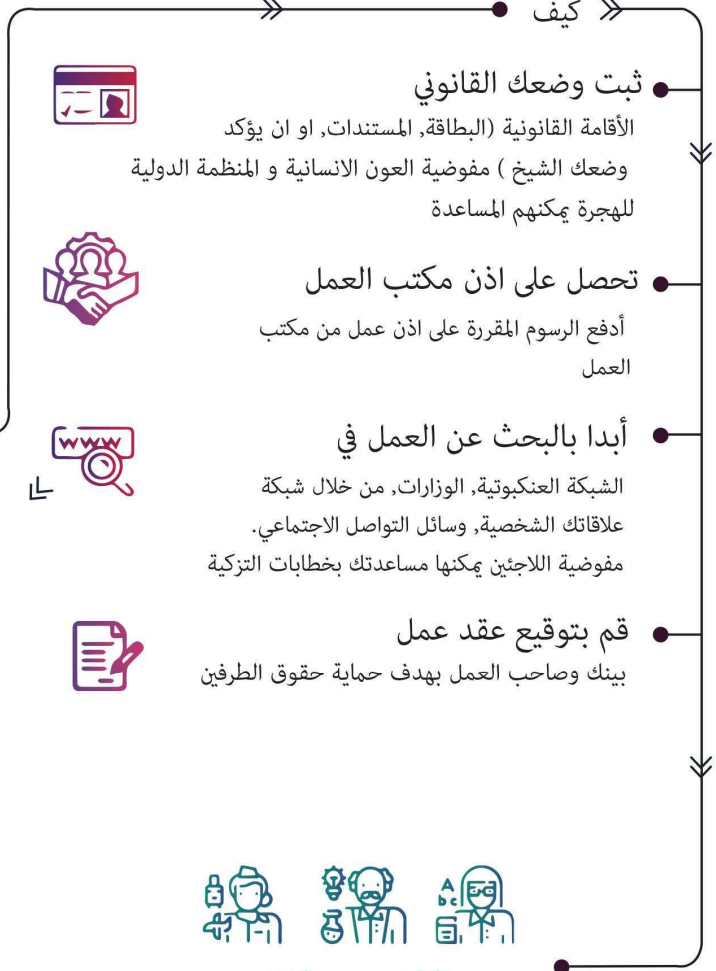 كيف
ثبت وضعك القانوني
الأقامة القانونية (البطاقة, المستندات, او ان يؤكد
وضعك الشيخ ) مفوضية العون الانسانية و المنظمة الدولية
للهجرة يمكنهم المساعدة
تحصل على اذن مكتب العمل
أدفع الرسوم المقررة على اذن عمل من مكتب
العمل
أبدا بالبحث عن العمل في
www
الشبكة العنكبوتية, الوزارات, من خلال شبكة
علاقاتك الشخصية, وسائل التواصل الاجتماعي.
مفوضية اللاجئين يمكنها مساعدتك بخطابات التزكية
قم بتوقيع عقد عمل
بينك وصاحب العمل بهدف حماية حقوق الطرفين
A
b c